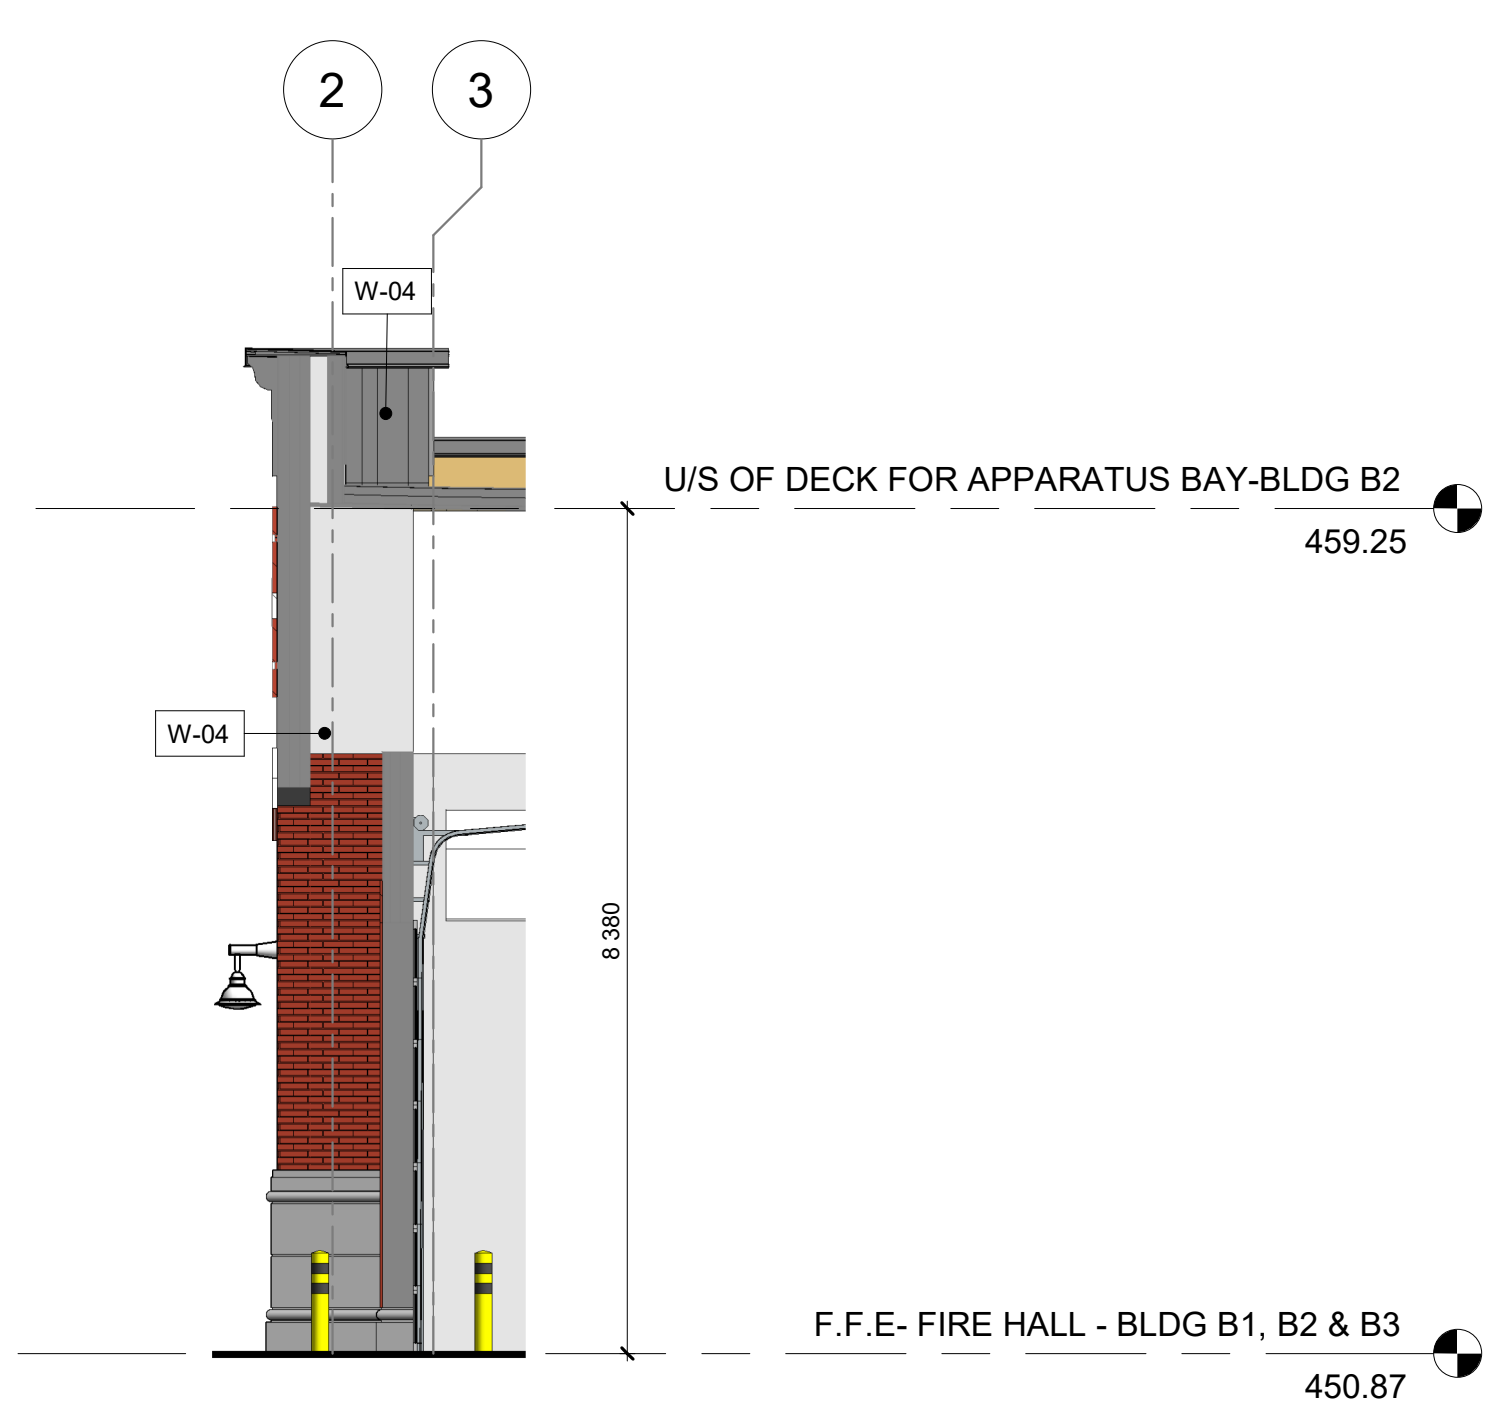 2
3
W-04
U/S OF DECK FOR APPARATUS BAY-BLDG B2
459.25
W-04
8 380
F.F.E- FIRE HALL - BLDG B1, B2 & B3
450.87